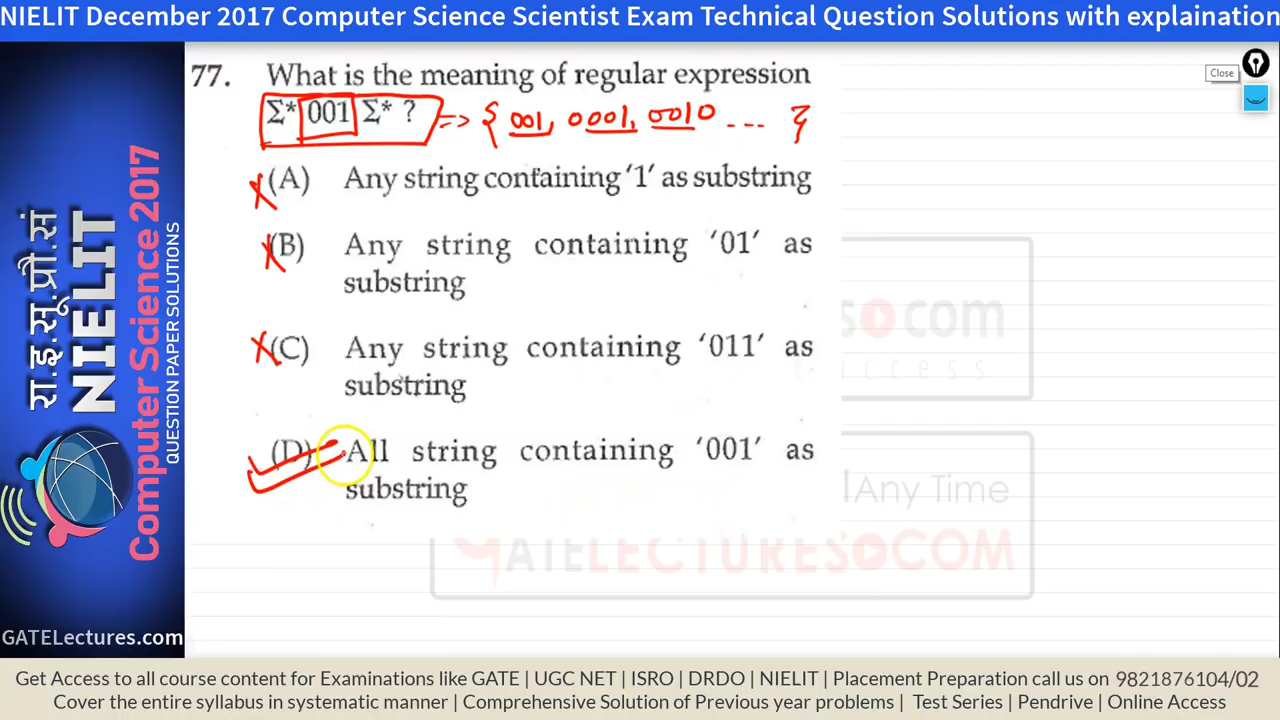 NIELIT December 2017 Computer Science Scientist Exam Technical Question Solutions with explaination
Close
77. What is the meaning of regular expression
Σ* 001 Σ* ? => { 001, 0001, 0010 ... }
(A) Any string containing '1' as substring
(B) Any string containing '01' as
substring
(C) Any string containing '011' as
substring
(D) All string containing '001' as
substring
रा.इ.सू.प्रौ.सं
NIELIT
Computer Science 2017
QUESTION PAPER SOLUTIONS
com
Any Time
LECTURES COM
GATELectures.com
Get Access to all course content for Examinations like GATE | UGC NET | ISRO | DRDO | NIELIT | Placement Preparation call us on 9821876104/02
Cover the entire syllabus in systematic manner | Comprehensive Solution of Previous year problems | Test Series | Pendrive | Online Access